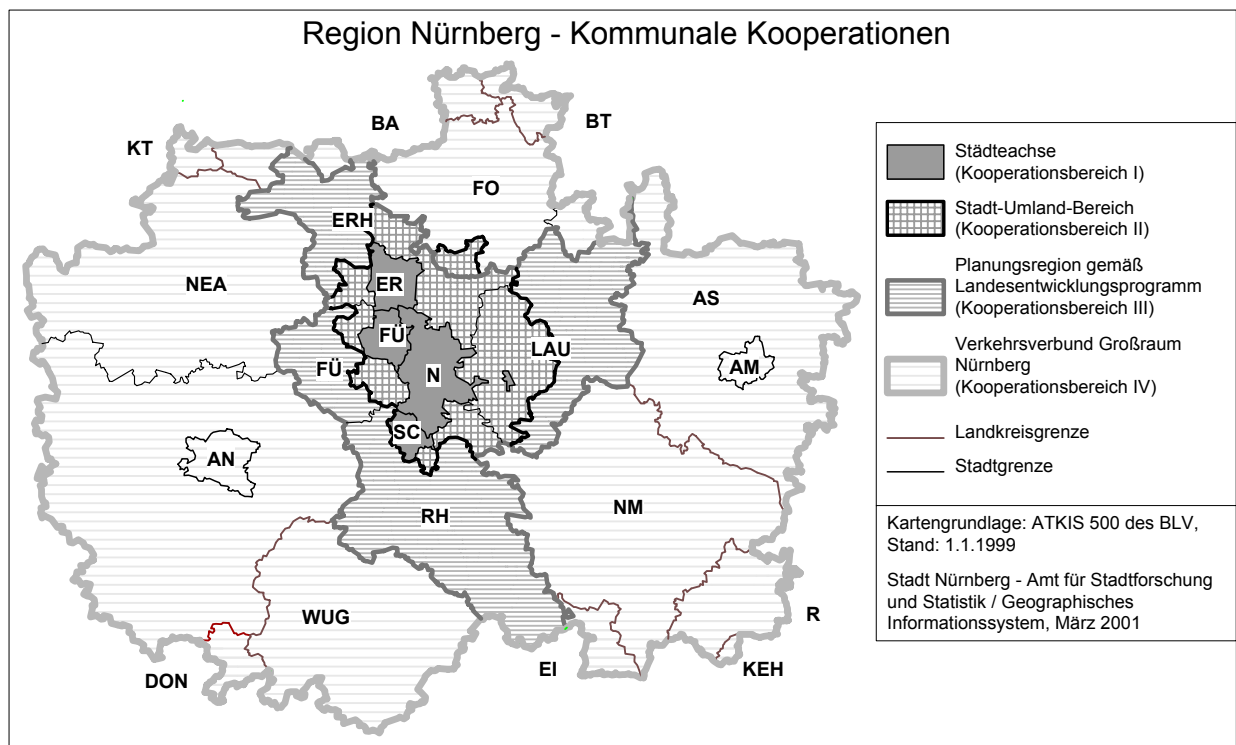 Region Nürnberg - Kommunale Kooperationen
BA
BT
KT
FO
ERH
NEA
ER
AS
FÜ
FÜ
LAU
AM
N
SC
AN
RH
NM
WUG
R
EI
KEH
DON
Städteachse
(Kooperationsbereich I)
Stadt-Umland-Bereich
(Kooperationsbereich II)
Planungsregion gemäß
Landesentwicklungsprogramm
(Kooperationsbereich III)
Verkehrsverbund Großraum
Nürnberg
(Kooperationsbereich IV)
Landkreisgrenze
Stadtgrenze
Kartengrundlage: ATKIS 500 des BLV,
Stand: 1.1.1999
Stadt Nürnberg - Amt für Stadtforschung
und Statistik / Geographisches
Informationssystem, März 2001